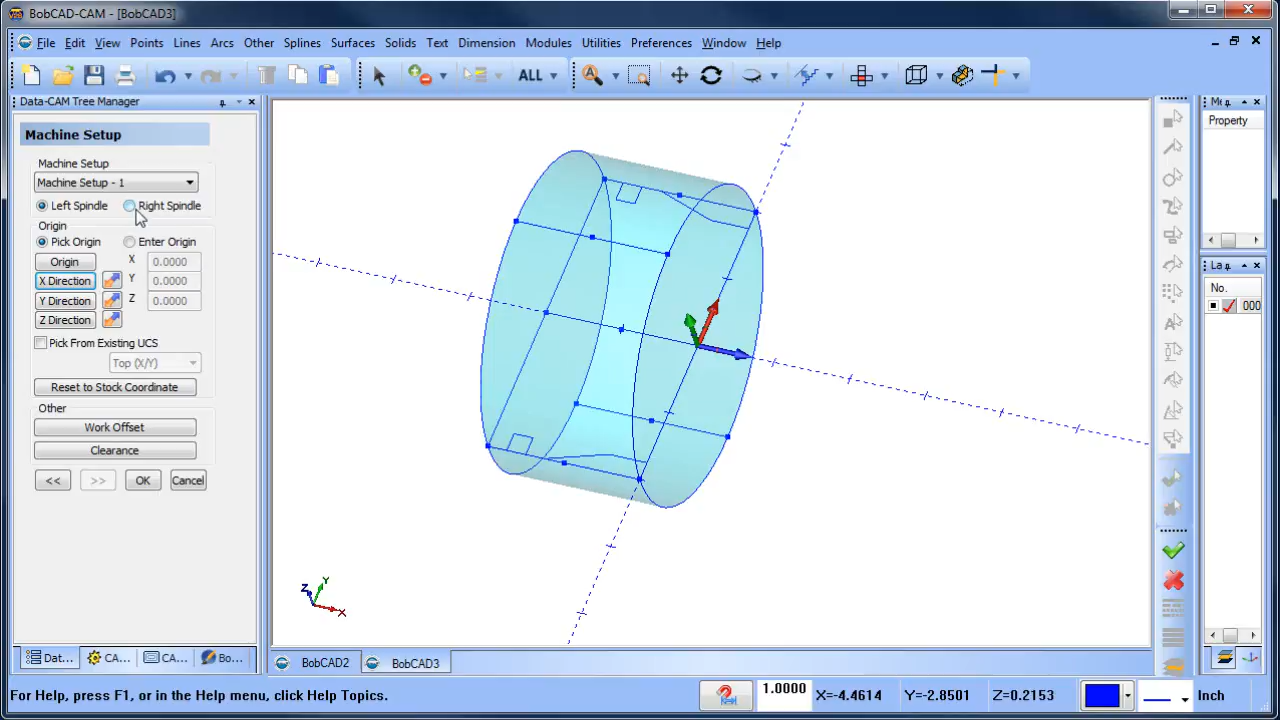 BobCAD-CAM - [BobCAD3]
File Edit View Points Lines Arcs Other Splines Surfaces Solids Text Dimension Modules Utilities Preferences Window Help
ALL
Data-CAM Tree Manager
Machine Setup
Machine Setup
Machine Setup - 1
Left Spindle Right Spindle
Origin
Pick Origin Enter Origin
Origin X 0.0000
X Direction Y 0.0000
Y Direction Z 0.0000
Z Direction
Pick From Existing UCS
Top (X/Y)
Reset to Stock Coordinate
Other
Work Offset
Clearance
<< >> OK Cancel
Z Y X
Property
No.
000
Dat... CA... CA... Bo...
BobCAD2 BobCAD3
For Help, press F1, or in the Help menu, click Help Topics.
1.0000 X=-4.4614 Y=-2.8501 Z=0.2153 Inch